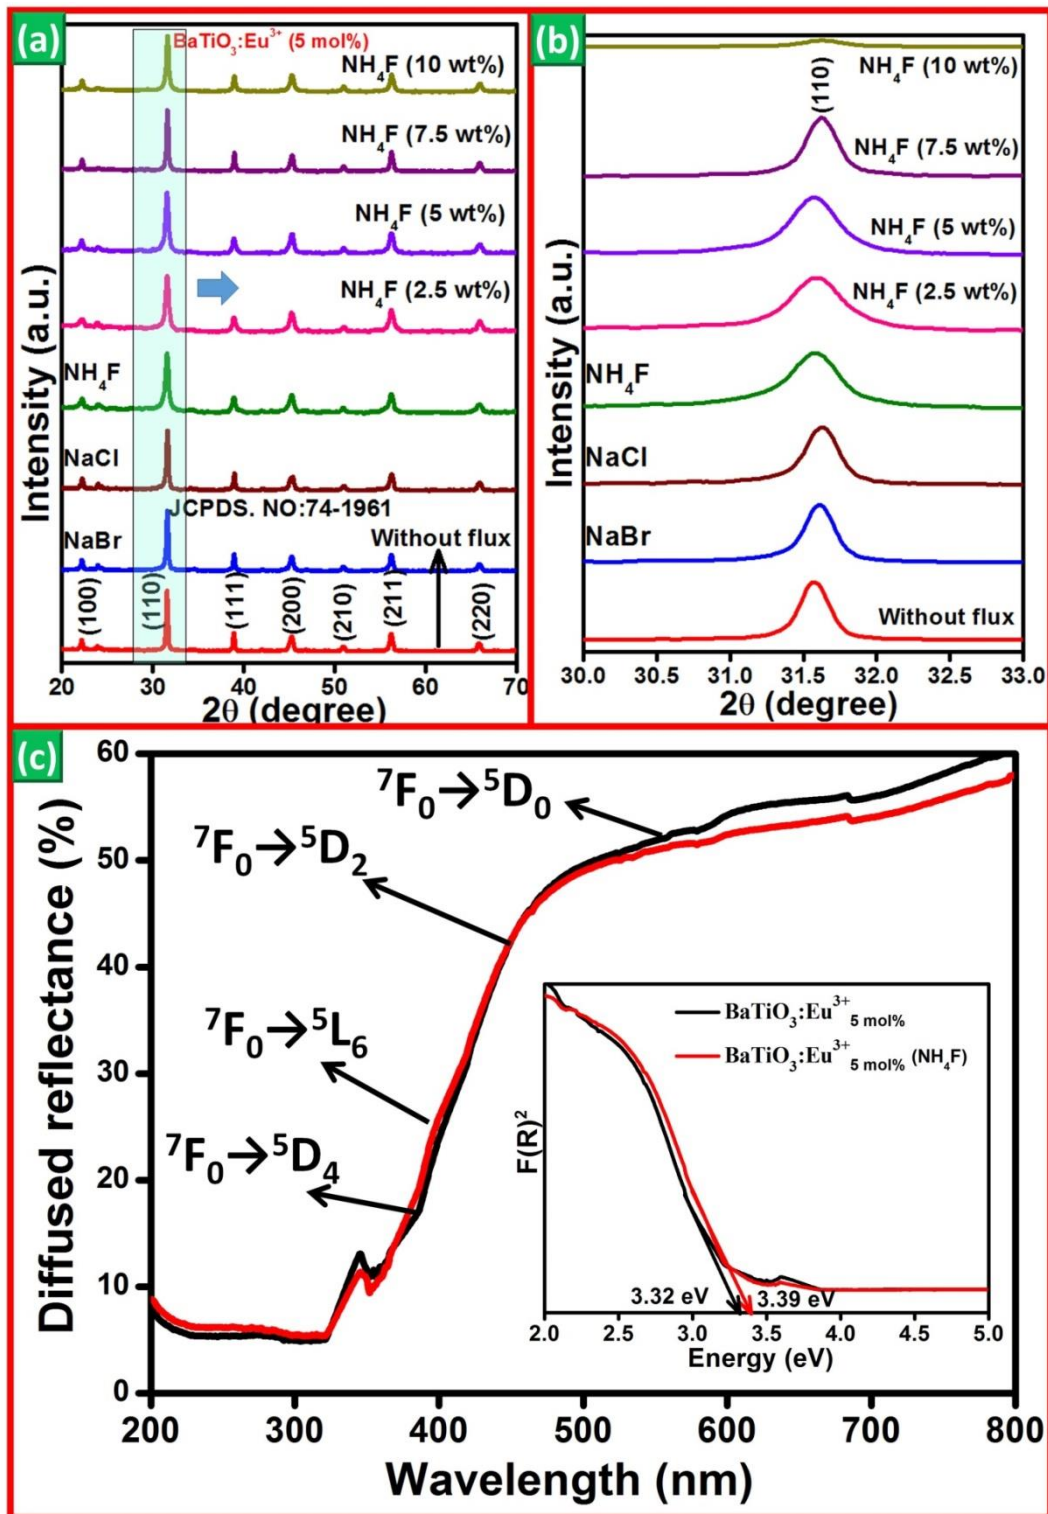 (a)
BaTiO₃:Eu³⁺ (5 mol%)
NH₄F (10 wt%)
NH₄F (7.5 wt%)
NH₄F (5 wt%)
NH₄F (2.5 wt%)
NH₄F
NaCl
JCPDS. NO:74-1961
NaBr
Without flux
(100)
(110)
(111)
(200)
(210)
(211)
(220)
20 30 40 50 60 70
2θ (degree)
Intensity (a.u.)
(b)
NH₄F (10 wt%)
(110)
NH₄F (7.5 wt%)
NH₄F (5 wt%)
NH₄F (2.5 wt%)
NH₄F
NaCl
NaBr
Without flux
30.0 30.5 31.0 31.5 32.0 32.5 33.0
2θ (degree)
Intensity (a.u.)
(c)
60
50
40
30
20
10
0
Diffused reflectance (%)
⁷F₀→⁵D₀
⁷F₀→⁵D₂
⁷F₀→⁵L₆
⁷F₀→⁵D₄
BaTiO₃:Eu³⁺ 5 mol%
BaTiO₃:Eu³⁺ 5 mol% (NH₄F)
F(R)²
3.32 eV
3.39 eV
2.0 2.5 3.0 3.5 4.0 4.5 5.0
Energy (eV)
200 300 400 500 600 700 800
Wavelength (nm)